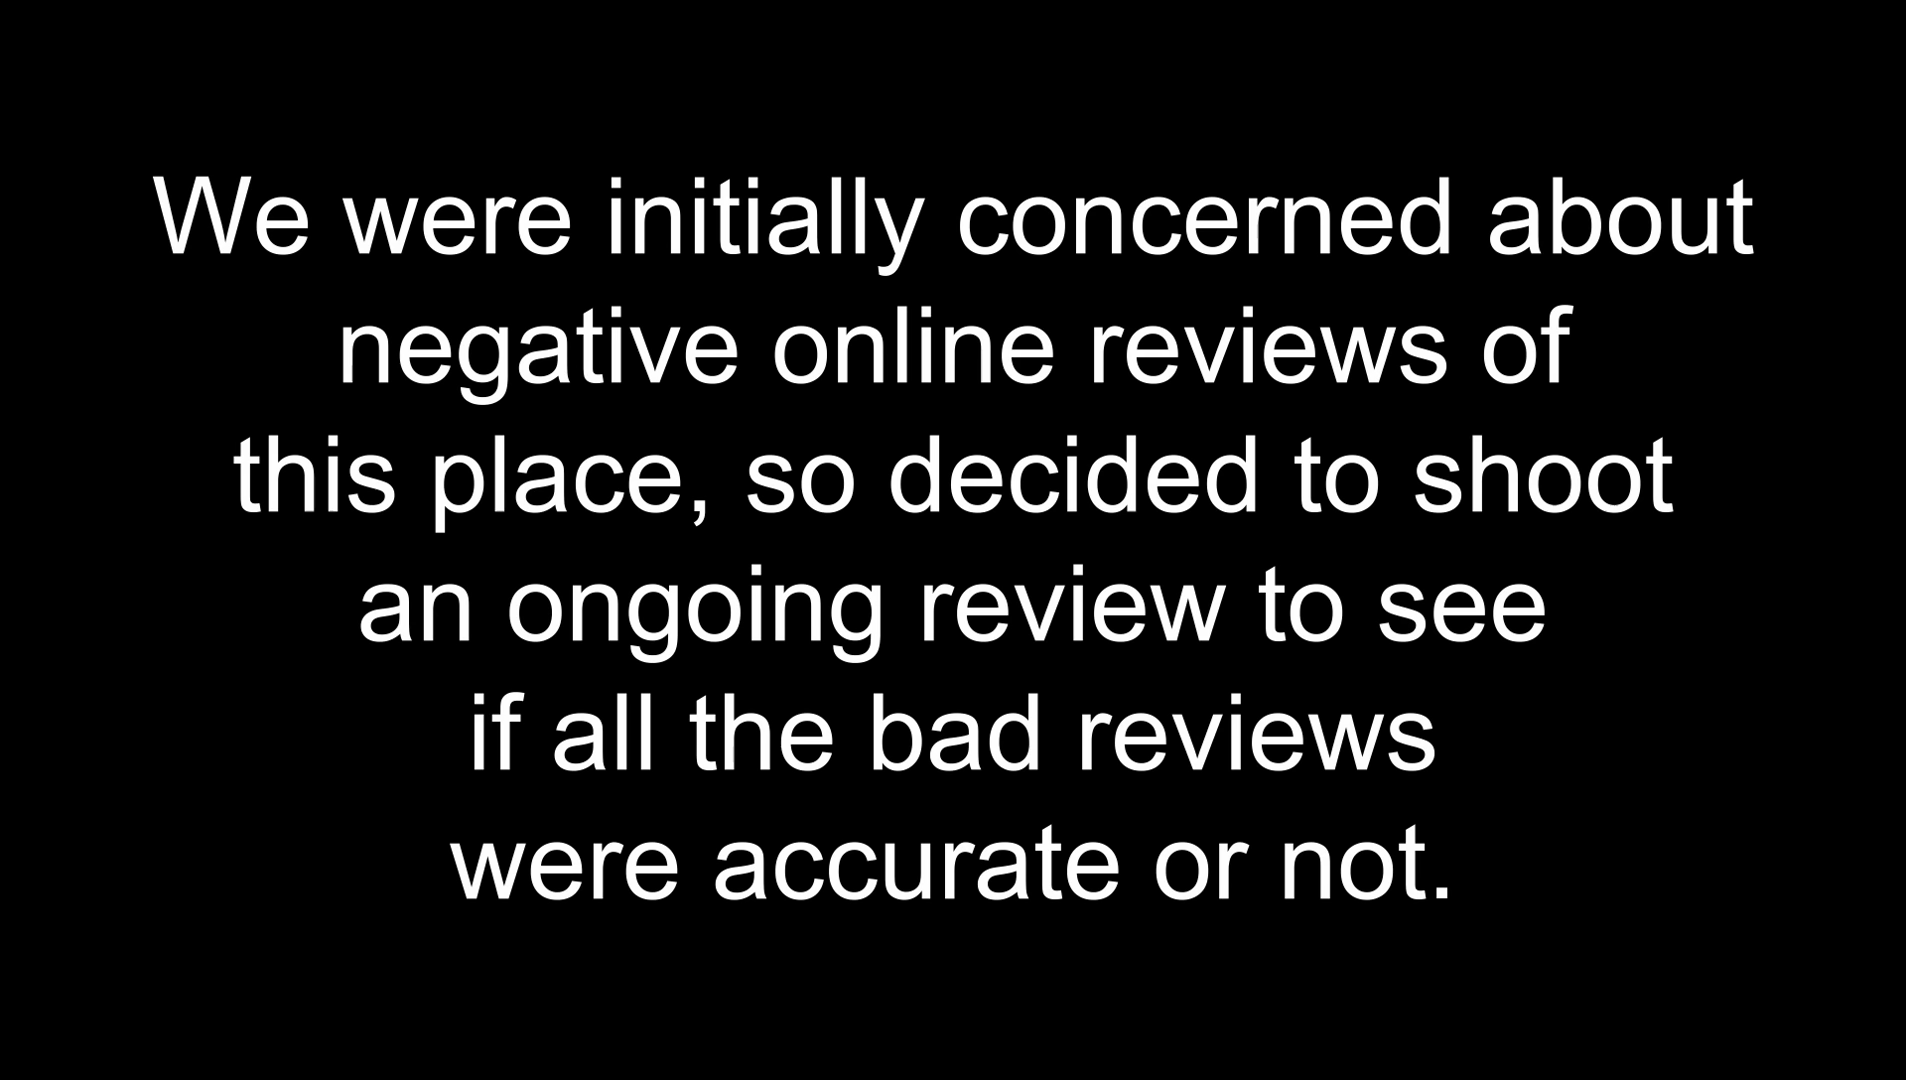 We were initially concerned about
negative online reviews of
this place, so decided to shoot
an ongoing review to see
if all the bad reviews
were accurate or not.